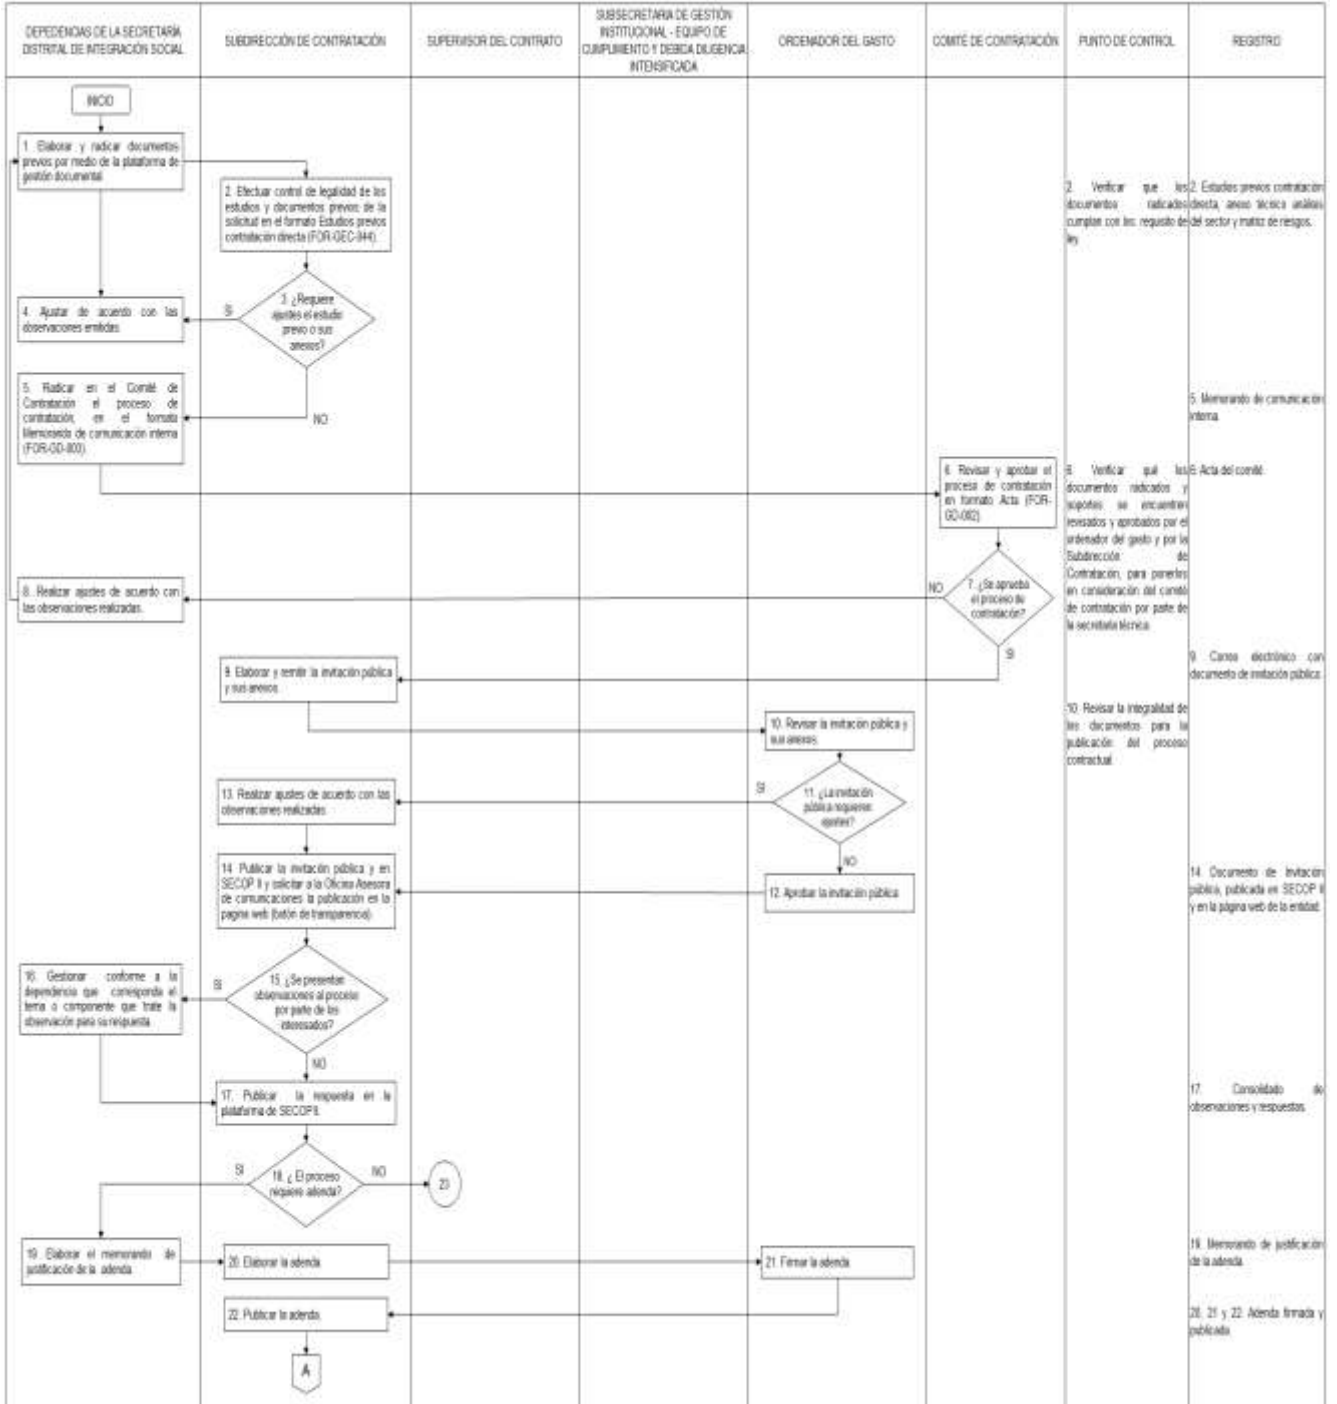 DEPEDENCIAS DE LA SECRETARÍA
DISTRITAL DE INTEGRACIÓN SOCIAL
SUBDIRECCIÓN DE CONTRATACIÓN
SUPERVISOR DEL CONTRATO
SUBSECRETARIA DE GESTIÓN
INSTITUCIONAL - EQUIPO DE
CUMPLIMIENTO Y DEBIDA DILIGENCIA
INTENSIFICADA
ORDENADOR DEL GASTO
COMITÉ DE CONTRATACIÓN
PUNTO DE CONTROL
REGISTRO
INICIO
1. Elaborar y radicar documentos
previos por medio de la plataforma de
gestión documental
2. Efectuar control de legalidad de los
estudios y documentos previos de la
solicitud en el formato Estudios previos
contratación directa (FOR-GEC-044).
2. Verificar que los
documentos radicados
cumplan con los requisito de
ley
2. Estudios previos contratación
directa, anexo técnico análisis
del sector y matriz de riesgos.
3. ¿Requiere
ajustes el estudio
previo o sus
anexos?
SI
NO
4. Ajustar de acuerdo con las
observaciones emitidas
5. Radicar en el Comité de
Contratación el proceso de
contratación, en el formato
Memorando de comunicación interna
(FOR-GD-003).
5. Memorando de comunicación
interna
6. Revisar y aprobar el
proceso de contratación
en formato Acta (FOR-
GD-002)
6. Verificar qué los
documentos radicados y
soportes se encuentren
revisados y aprobados por el
ordenador del gasto y por la
Subdirección de
Contratación, para ponerlos
en consideración del comité
de contratación por parte de
la secretaría técnica.
6. Acta del comité.
7. ¿Se aprueba
el proceso de
contratación?
NO
SI
8. Realizar ajustes de acuerdo con
las observaciones realizadas.
9. Elaborar y remitir la invitación pública
y sus anexos.
9. Correo electrónico con
documento de invitación pública.
10. Revisar la invitación pública y
sus anexos.
10. Revisar la integralidad de
los documentos para la
publicación del proceso
contractual.
11. ¿La invitación
pública requieren
ajustes?
SI
NO
13. Realizar ajustes de acuerdo con las
observaciones realizadas.
12. Aprobar la invitación pública
14. Publicar la invitación pública y en
SECOP II y solicitar a la Oficina Asesora
de comunicaciones la publicación en la
pagina web (botón de transparencia).
14. Documento de Invitación
pública, publicada en SECOP II
y en la página web de la entidad.
15. ¿Se presentan
observaciones al proceso
por parte de los
interesados?
SI
NO
16. Gestionar conforme a la
dependencia que corresponda el
tema o componente que trate la
observación para su respuesta.
17. Publicar la respuesta en la
plataforma de SECOP II.
17. Consolidado de
observaciones y respuestas.
18. ¿ El proceso
requiere adenda?
SI
NO
23
19. Elaborar el memorando de
justificación de la adenda.
20. Elaborar la adenda.
21. Firmar la adenda.
19. Memorando de justificación
de la adenda.
22. Publicar la adenda.
20, 21 y 22. Adenda firmada y
publicada.
A